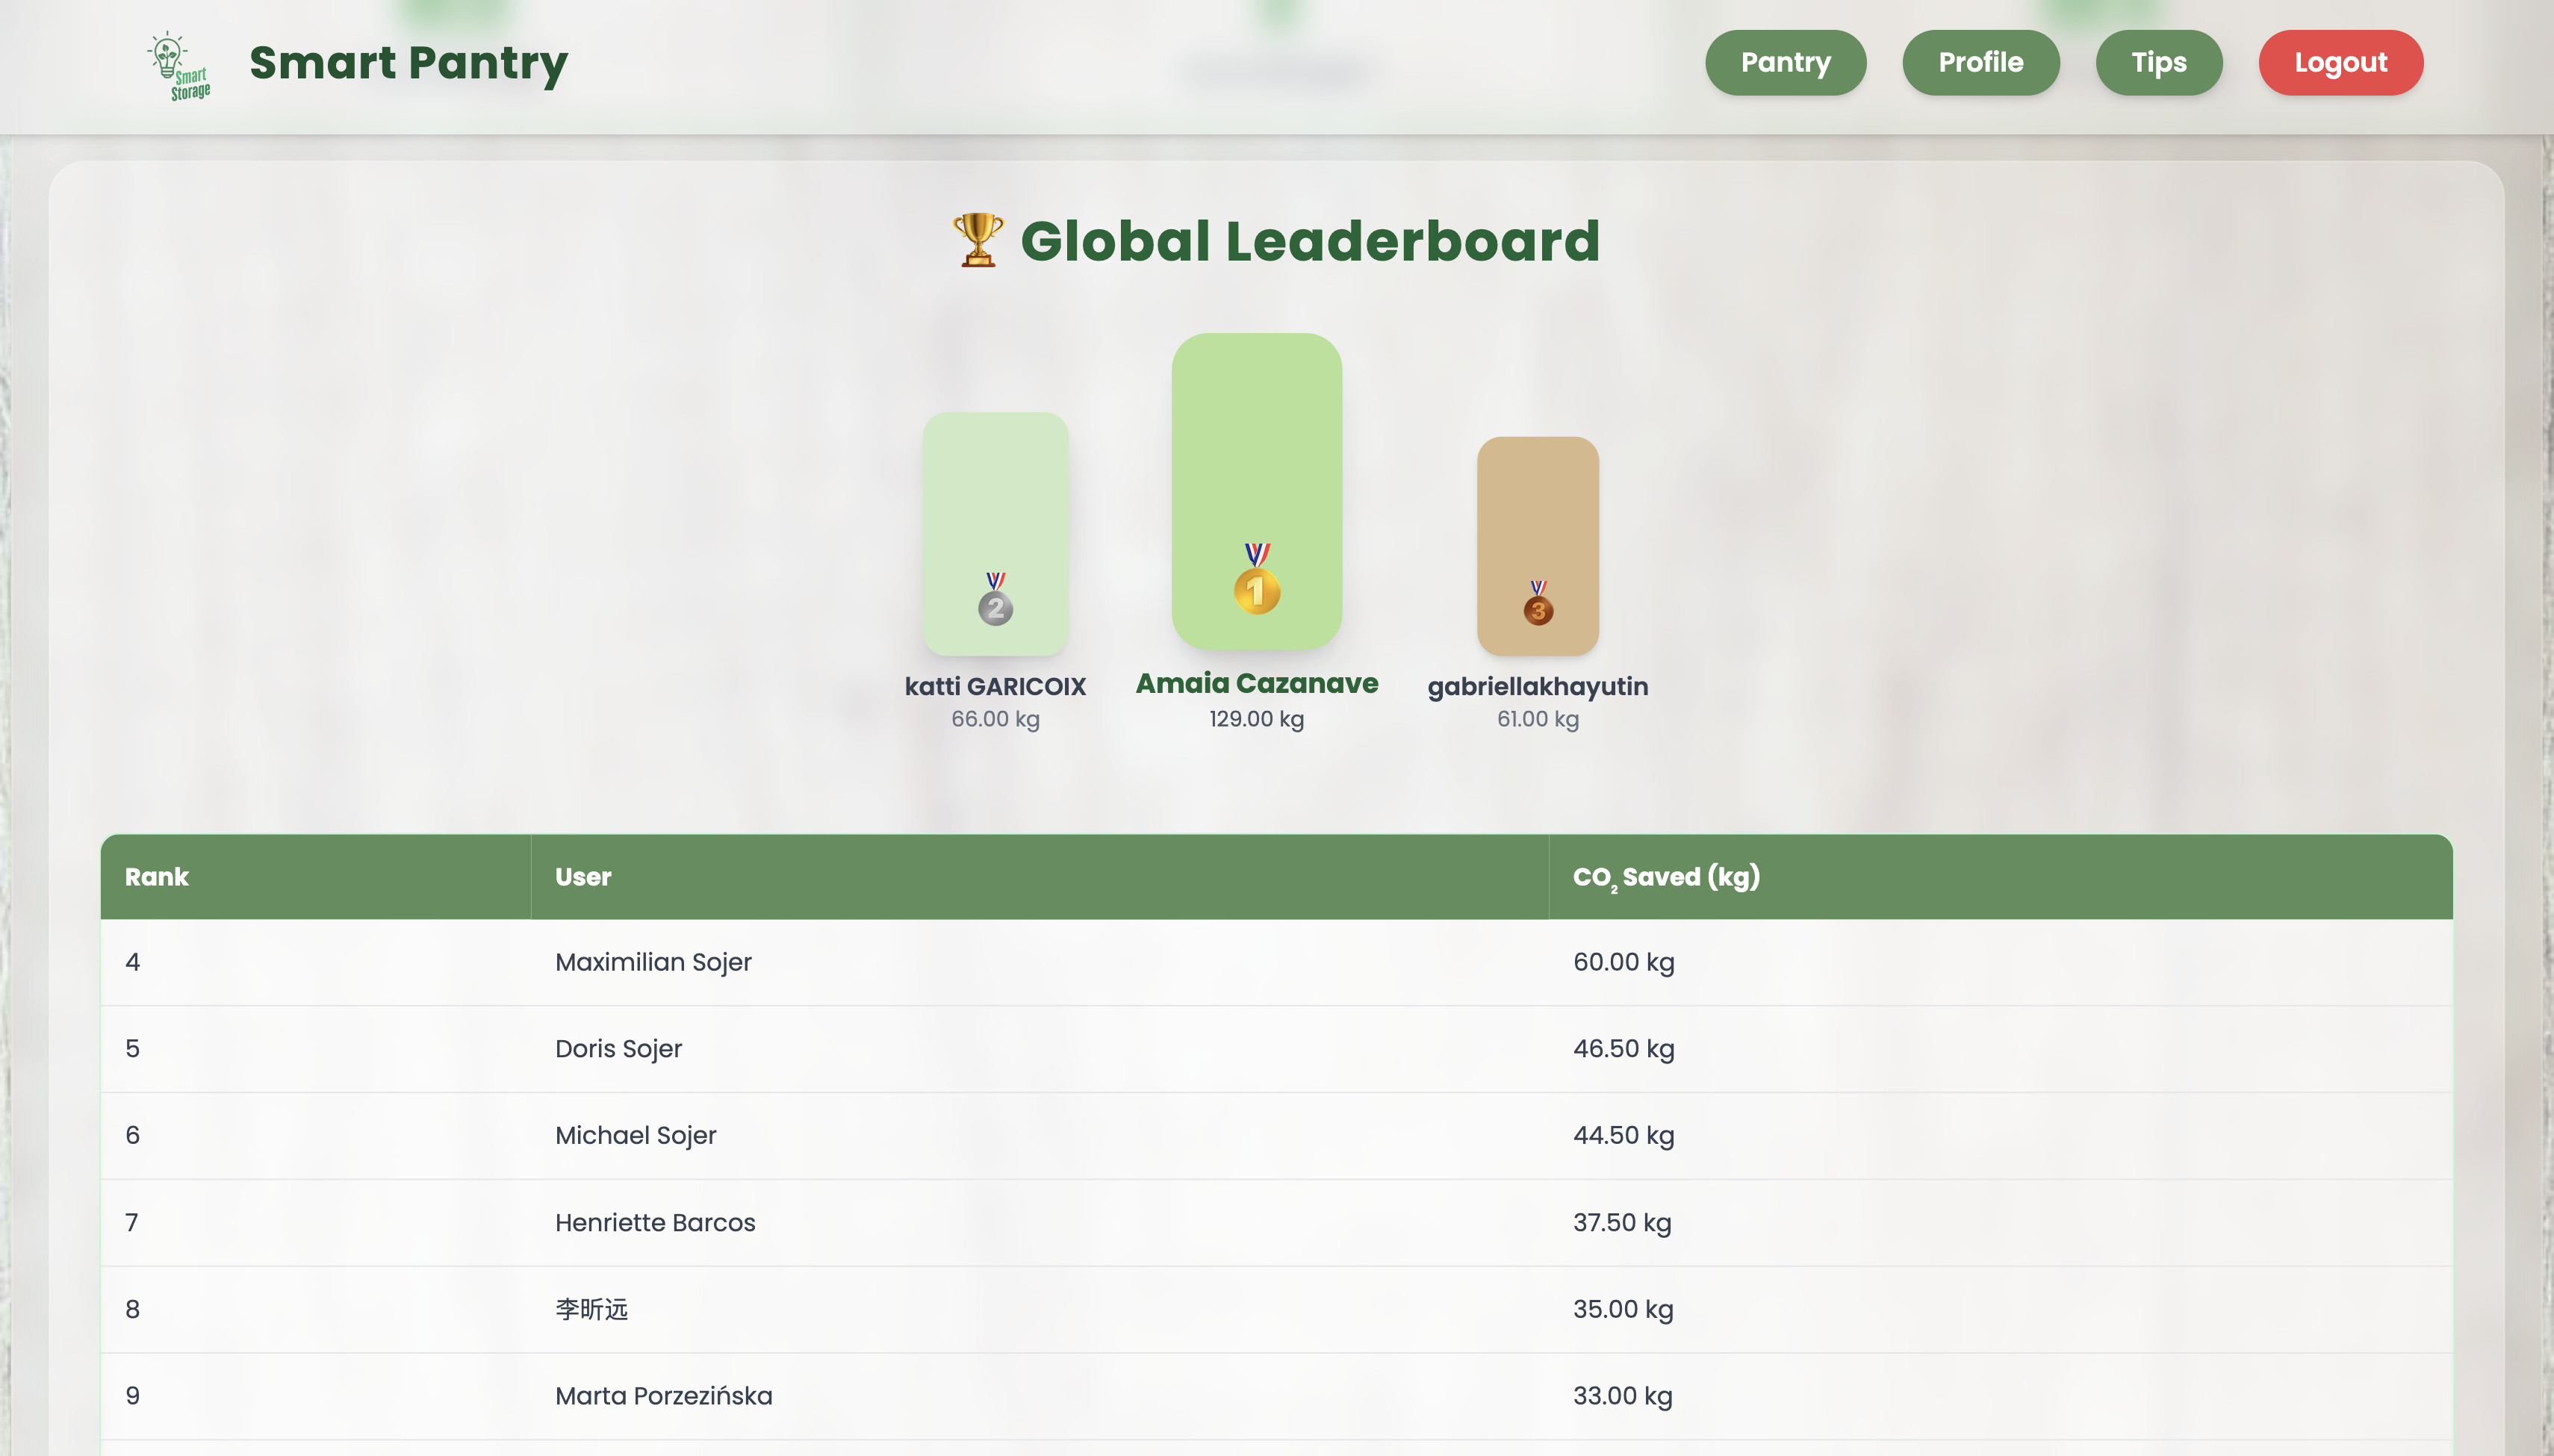 Smart
Storage
Smart Pantry
Pantry
Profile
Tips
Logout
🏆 Global Leaderboard
2
1
3
katti GARICOIX
66.00 kg
Amaia Cazanave
129.00 kg
gabriellakhayutin
61.00 kg
Rank User CO₂ Saved (kg)
4 Maximilian Sojer 60.00 kg
5 Doris Sojer 46.50 kg
6 Michael Sojer 44.50 kg
7 Henriette Barcos 37.50 kg
8 李昕远 35.00 kg
9 Marta Porzezińska 33.00 kg